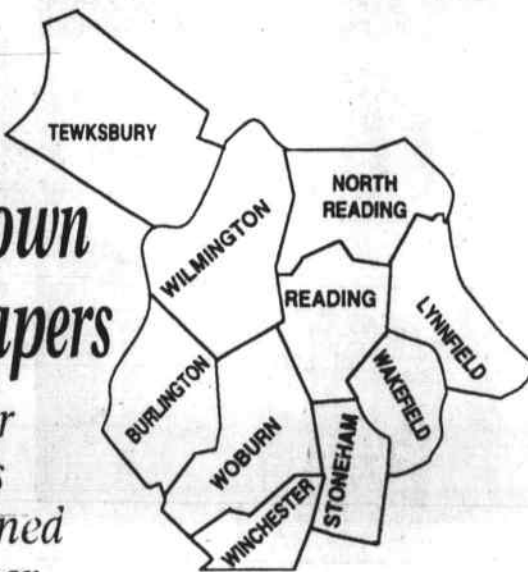 TEWKSBURY
NORTH
READING
WILMINGTON
READING
LYNNFIELD
BURLINGTON
WAKEFIELD
WOBURN
STONEHAM
WINCHESTER
own
apers
r
s
ned